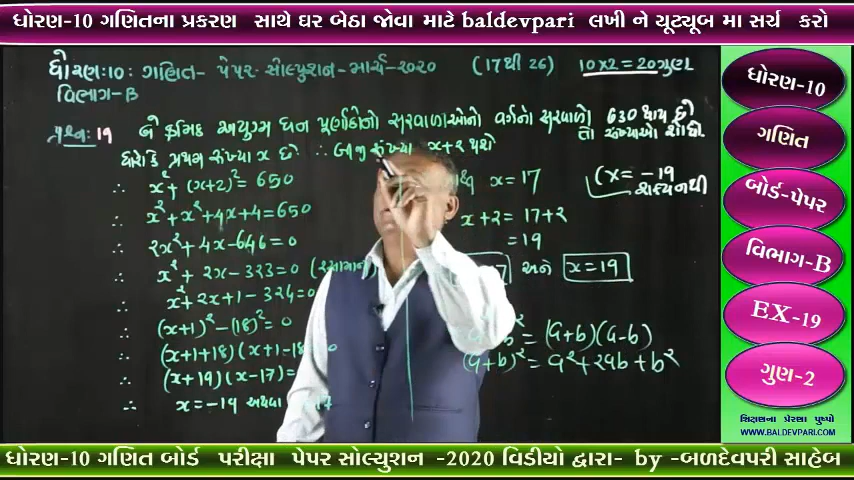 ધોરણ-10 ગણિતના પ્રકરણ સાથે ઘર બેઠા જોવા માટે baldevpari લખી ને યૂટ્યૂબ મા સર્ચ કરો
ધોરણ:10: ગણિત- પેપર સોલ્યુશન-માર્ચ-2020 (17થી 26) 10×2=20ગુણ
વિભાગ-B
પ્રશ્ન: 19 બે ક્રમિક અયુગ્મ ધન પૂર્ણાંકોનો સરવાળાઓનો વર્ગનો સરવાળો 630 થાય છે
તો સંખ્યાઓ શોધો
ધારોકે પ્રથમ સંખ્યા x છે ∴ બીજી સંખ્યા x+2 થશે
∴ x²+(x+2)²=650
∴ x²+x²+4x+4=650
∴ 2x²+4x-646=0
∴ x²+2x-323=0
∴ x²+2x+1-324=0
∴ (x+1)²-(18)²=0
∴ (x+1+18)(x+1-18
∴ (x+19)(x-17)=
∴ x=-19 અથવા
x=17
(x=-19
શક્ય નથી
x+2=17+2
=19
અને x=19
=(a+b)(a-b)
(a+b)²=a²+2ab+b²
ધોરણ-10
ગણિત
બોર્ડ-પેપર
વિભાગ-B
EX-19
ગુણ-2
શિક્ષણના પ્રેરણા પુષ્પો
WWW.BALDEVPARI.COM
ધોરણ-10 ગણિત બોર્ડ પરીક્ષા પેપર સોલ્યુશન -2020 વિડીયો દ્વારા- by -બળદેવપરી સાહેબ